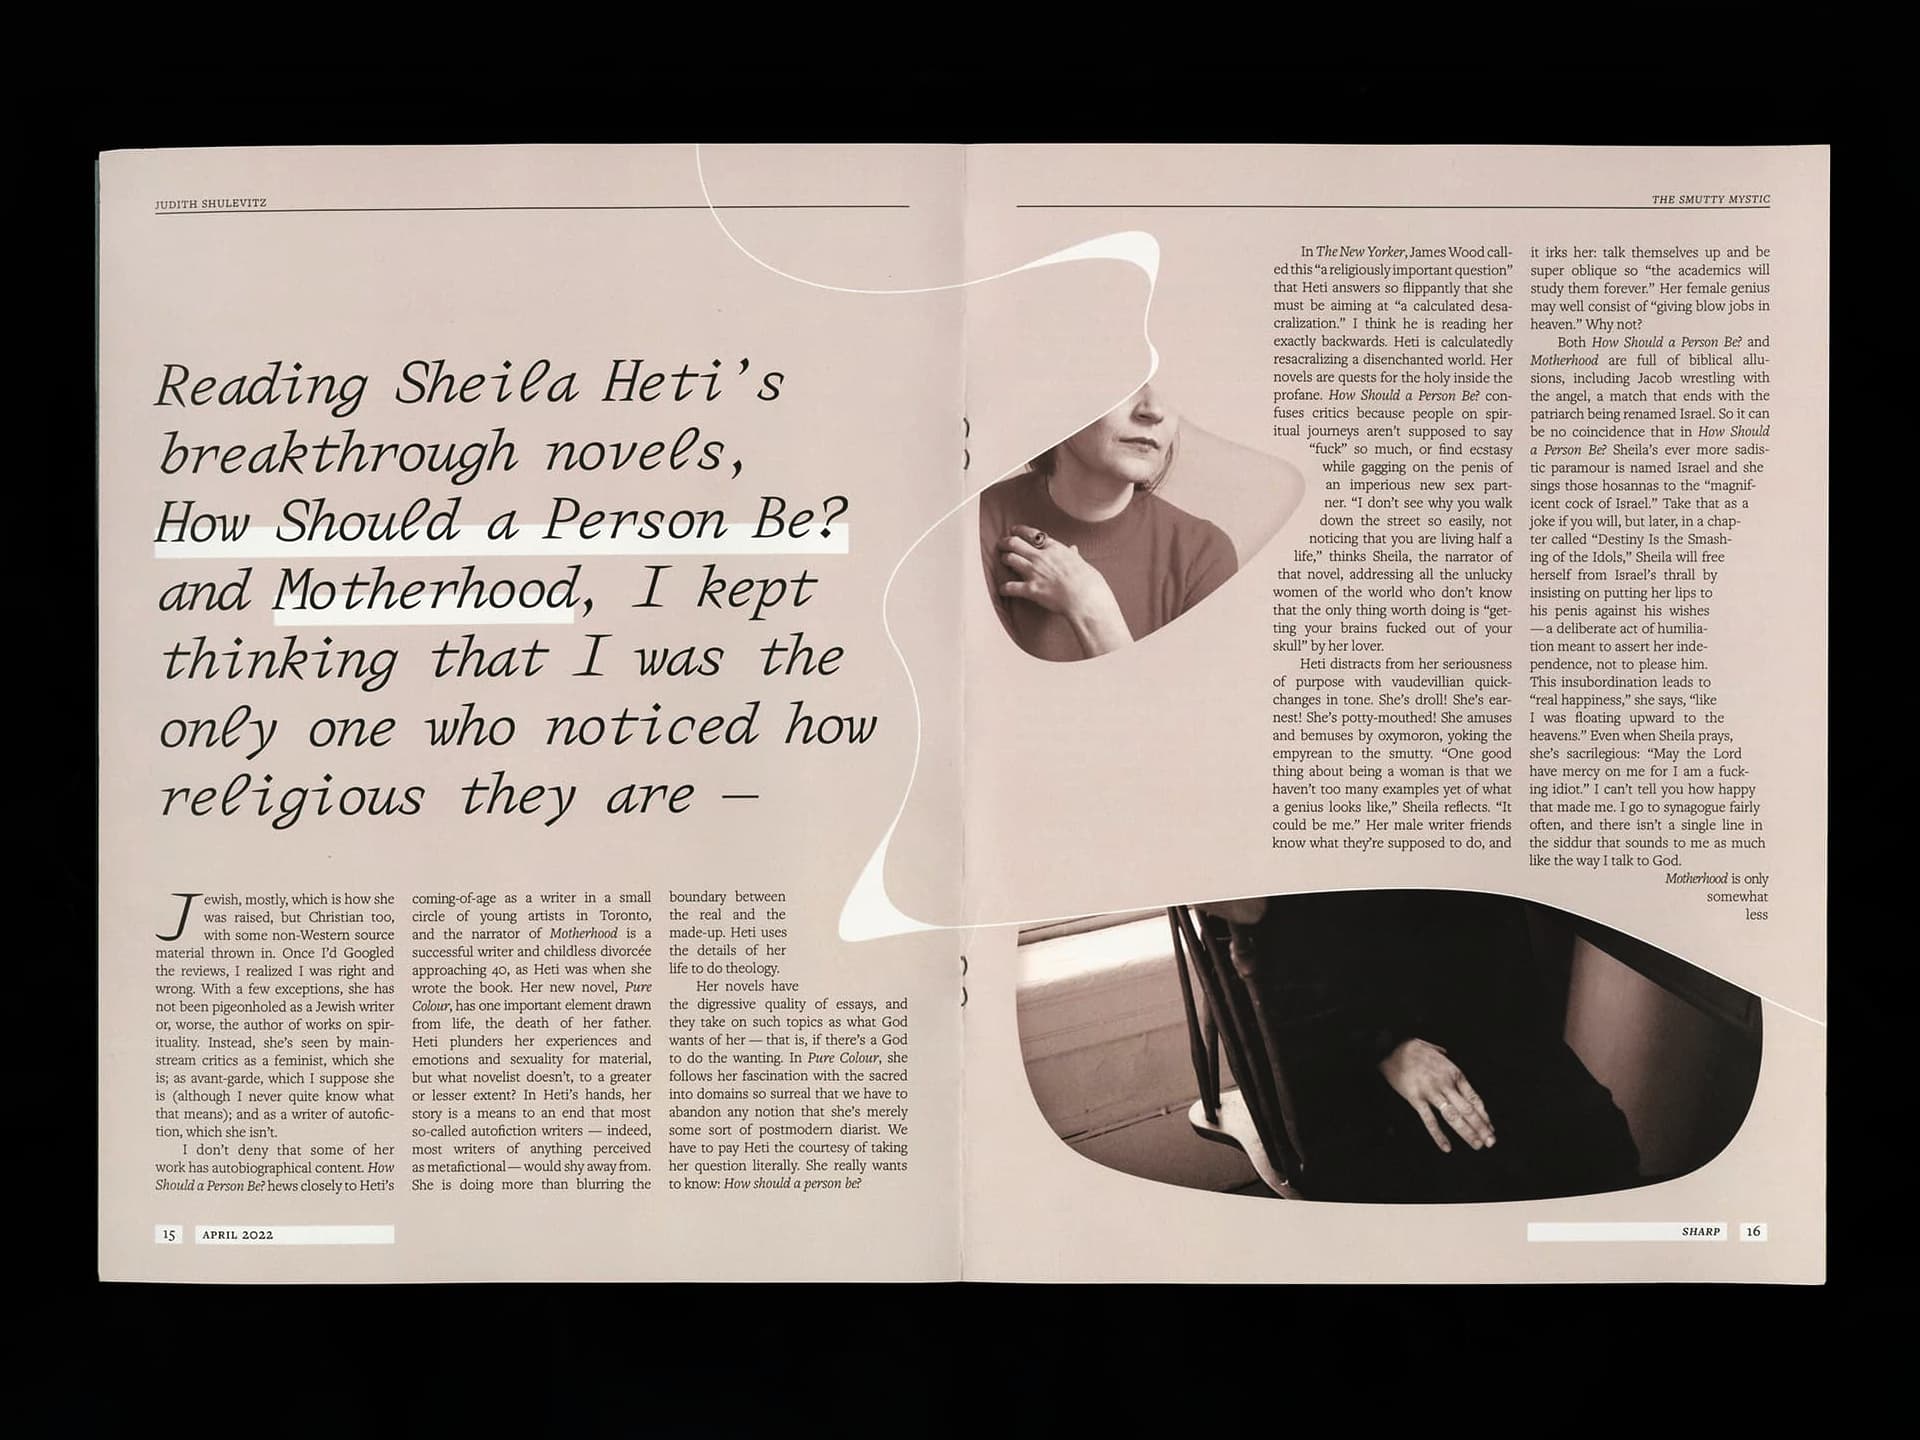 JUDITH SHULEVITZ
Reading Sheila Heti's
breakthrough novels,
How Should a Person Be?
and Motherhood, I kept
thinking that I was the
only one who noticed how
religious they are —
Jewish, mostly, which is how she
was raised, but Christian too,
with some non-Western source
material thrown in. Once I'd Googled
the reviews, I realized I was right and
wrong. With a few exceptions, she has
not been pigeonholed as a Jewish writer
or, worse, the author of works on spir-
ituality. Instead, she's seen by main-
stream critics as a feminist, which she
is; as avant-garde, which I suppose she
is (although I never quite know what
that means); and as a writer of autofic-
tion, which she isn't.
I don't deny that some of her
work has autobiographical content. How
Should a Person Be? hews closely to Heti's
coming-of-age as a writer in a small
circle of young artists in Toronto,
and the narrator of Motherhood is a
successful writer and childless divorcée
approaching 40, as Heti was when she
wrote the book. Her new novel, Pure
Colour, has one important element drawn
from life, the death of her father.
Heti plunders her experiences and
emotions and sexuality for material,
but what novelist doesn't, to a greater
or lesser extent? In Heti's hands, her
story is a means to an end that most
so-called autofiction writers — indeed,
most writers of anything perceived
as metafictional — would shy away from.
She is doing more than blurring the
boundary between
the real and the
made-up. Heti uses
the details of her
life to do theology.
Her novels have
the digressive quality of essays, and
they take on such topics as what God
wants of her — that is, if there's a God
to do the wanting. In Pure Colour, she
follows her fascination with the sacred
into domains so surreal that we have to
abandon any notion that she's merely
some sort of postmodern diarist. We
have to pay Heti the courtesy of taking
her question literally. She really wants
to know: How should a person be?
15 APRIL 2022
THE SMUTTY MYSTIC
In The New Yorker, James Wood call-
ed this “a religiously important question”
that Heti answers so flippantly that she
must be aiming at “a calculated desa-
cralization.” I think he is reading her
exactly backwards. Heti is calculatedly
resacralizing a disenchanted world. Her
novels are quests for the holy inside the
profane. How Should a Person Be? con-
fuses critics because people on spir-
itual journeys aren't supposed to say
“fuck” so much, or find ecstasy
while gagging on the penis of
an imperious new sex part-
ner. “I don't see why you walk
down the street so easily, not
noticing that you are living half a
life,” thinks Sheila, the narrator of
that novel, addressing all the unlucky
women of the world who don't know
that the only thing worth doing is “get-
ting your brains fucked out of your
skull” by her lover.
Heti distracts from her seriousness
of purpose with vaudevillian quick-
changes in tone. She's droll! She's ear-
nest! She's potty-mouthed! She amuses
and bemuses by oxymoron, yoking the
empyrean to the smutty. “One good
thing about being a woman is that we
haven't too many examples yet of what
a genius looks like,” Sheila reflects. “It
could be me.” Her male writer friends
know what they're supposed to do, and
it irks her: talk themselves up and be
super oblique so “the academics will
study them forever.” Her female genius
may well consist of “giving blow jobs in
heaven.” Why not?
Both How Should a Person Be? and
Motherhood are full of biblical allu-
sions, including Jacob wrestling with
the angel, a match that ends with the
patriarch being renamed Israel. So it can
be no coincidence that in How Should
a Person Be? Sheila's ever more sadis-
tic paramour is named Israel and she
sings those hosannas to the “magnif-
icent cock of Israel.” Take that as a
joke if you will, but later, in a chap-
ter called “Destiny Is the Smash-
ing of the Idols,” Sheila will free
herself from Israel's thrall by
insisting on putting her lips to
his penis against his wishes
— a deliberate act of humilia-
tion meant to assert her inde-
pendence, not to please him.
This insubordination leads to
“real happiness,” she says, “like
I was floating upward to the
heavens.” Even when Sheila prays,
she's sacrilegious: “May the Lord
have mercy on me for I am a fuck-
ing idiot.” I can't tell you how happy
that made me. I go to synagogue fairly
often, and there isn't a single line in
the siddur that sounds to me as much
like the way I talk to God.
Motherhood is only
somewhat
less
SHARP 16